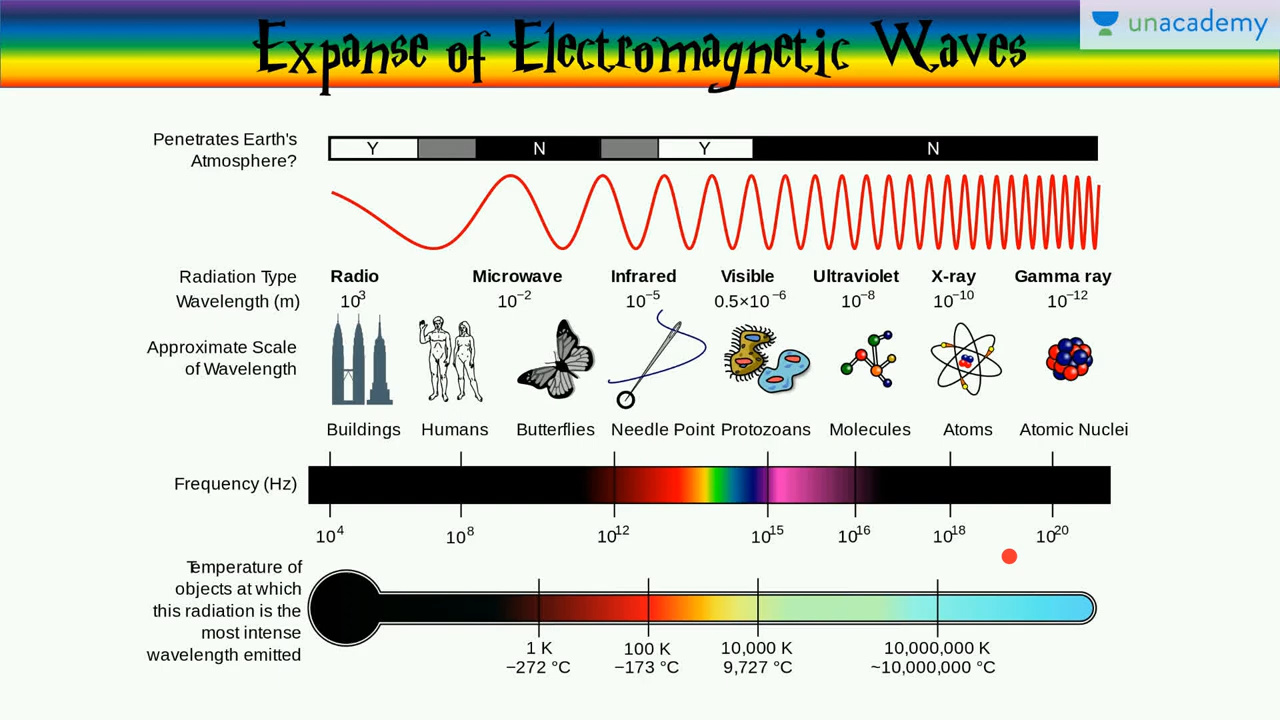 unacademy
Expanse of Electromagnetic Waves
Penetrates Earth's
Atmosphere?
Y N Y N
Radiation Type Radio Microwave Infrared Visible Ultraviolet X-ray Gamma ray
Wavelength (m) 10³ 10⁻² 10⁻⁵ 0.5×10⁻⁶ 10⁻⁸ 10⁻¹⁰ 10⁻¹²
Approximate Scale
of Wavelength
Buildings Humans Butterflies Needle Point Protozoans Molecules Atoms Atomic Nuclei
Frequency (Hz)
10⁴ 10⁸ 10¹² 10¹⁵ 10¹⁶ 10¹⁸ 10²⁰
Temperature of
objects at which
this radiation is the
most intense
wavelength emitted
1 K 100 K 10,000 K 10,000,000 K
−272 °C −173 °C 9,727 °C ~10,000,000 °C